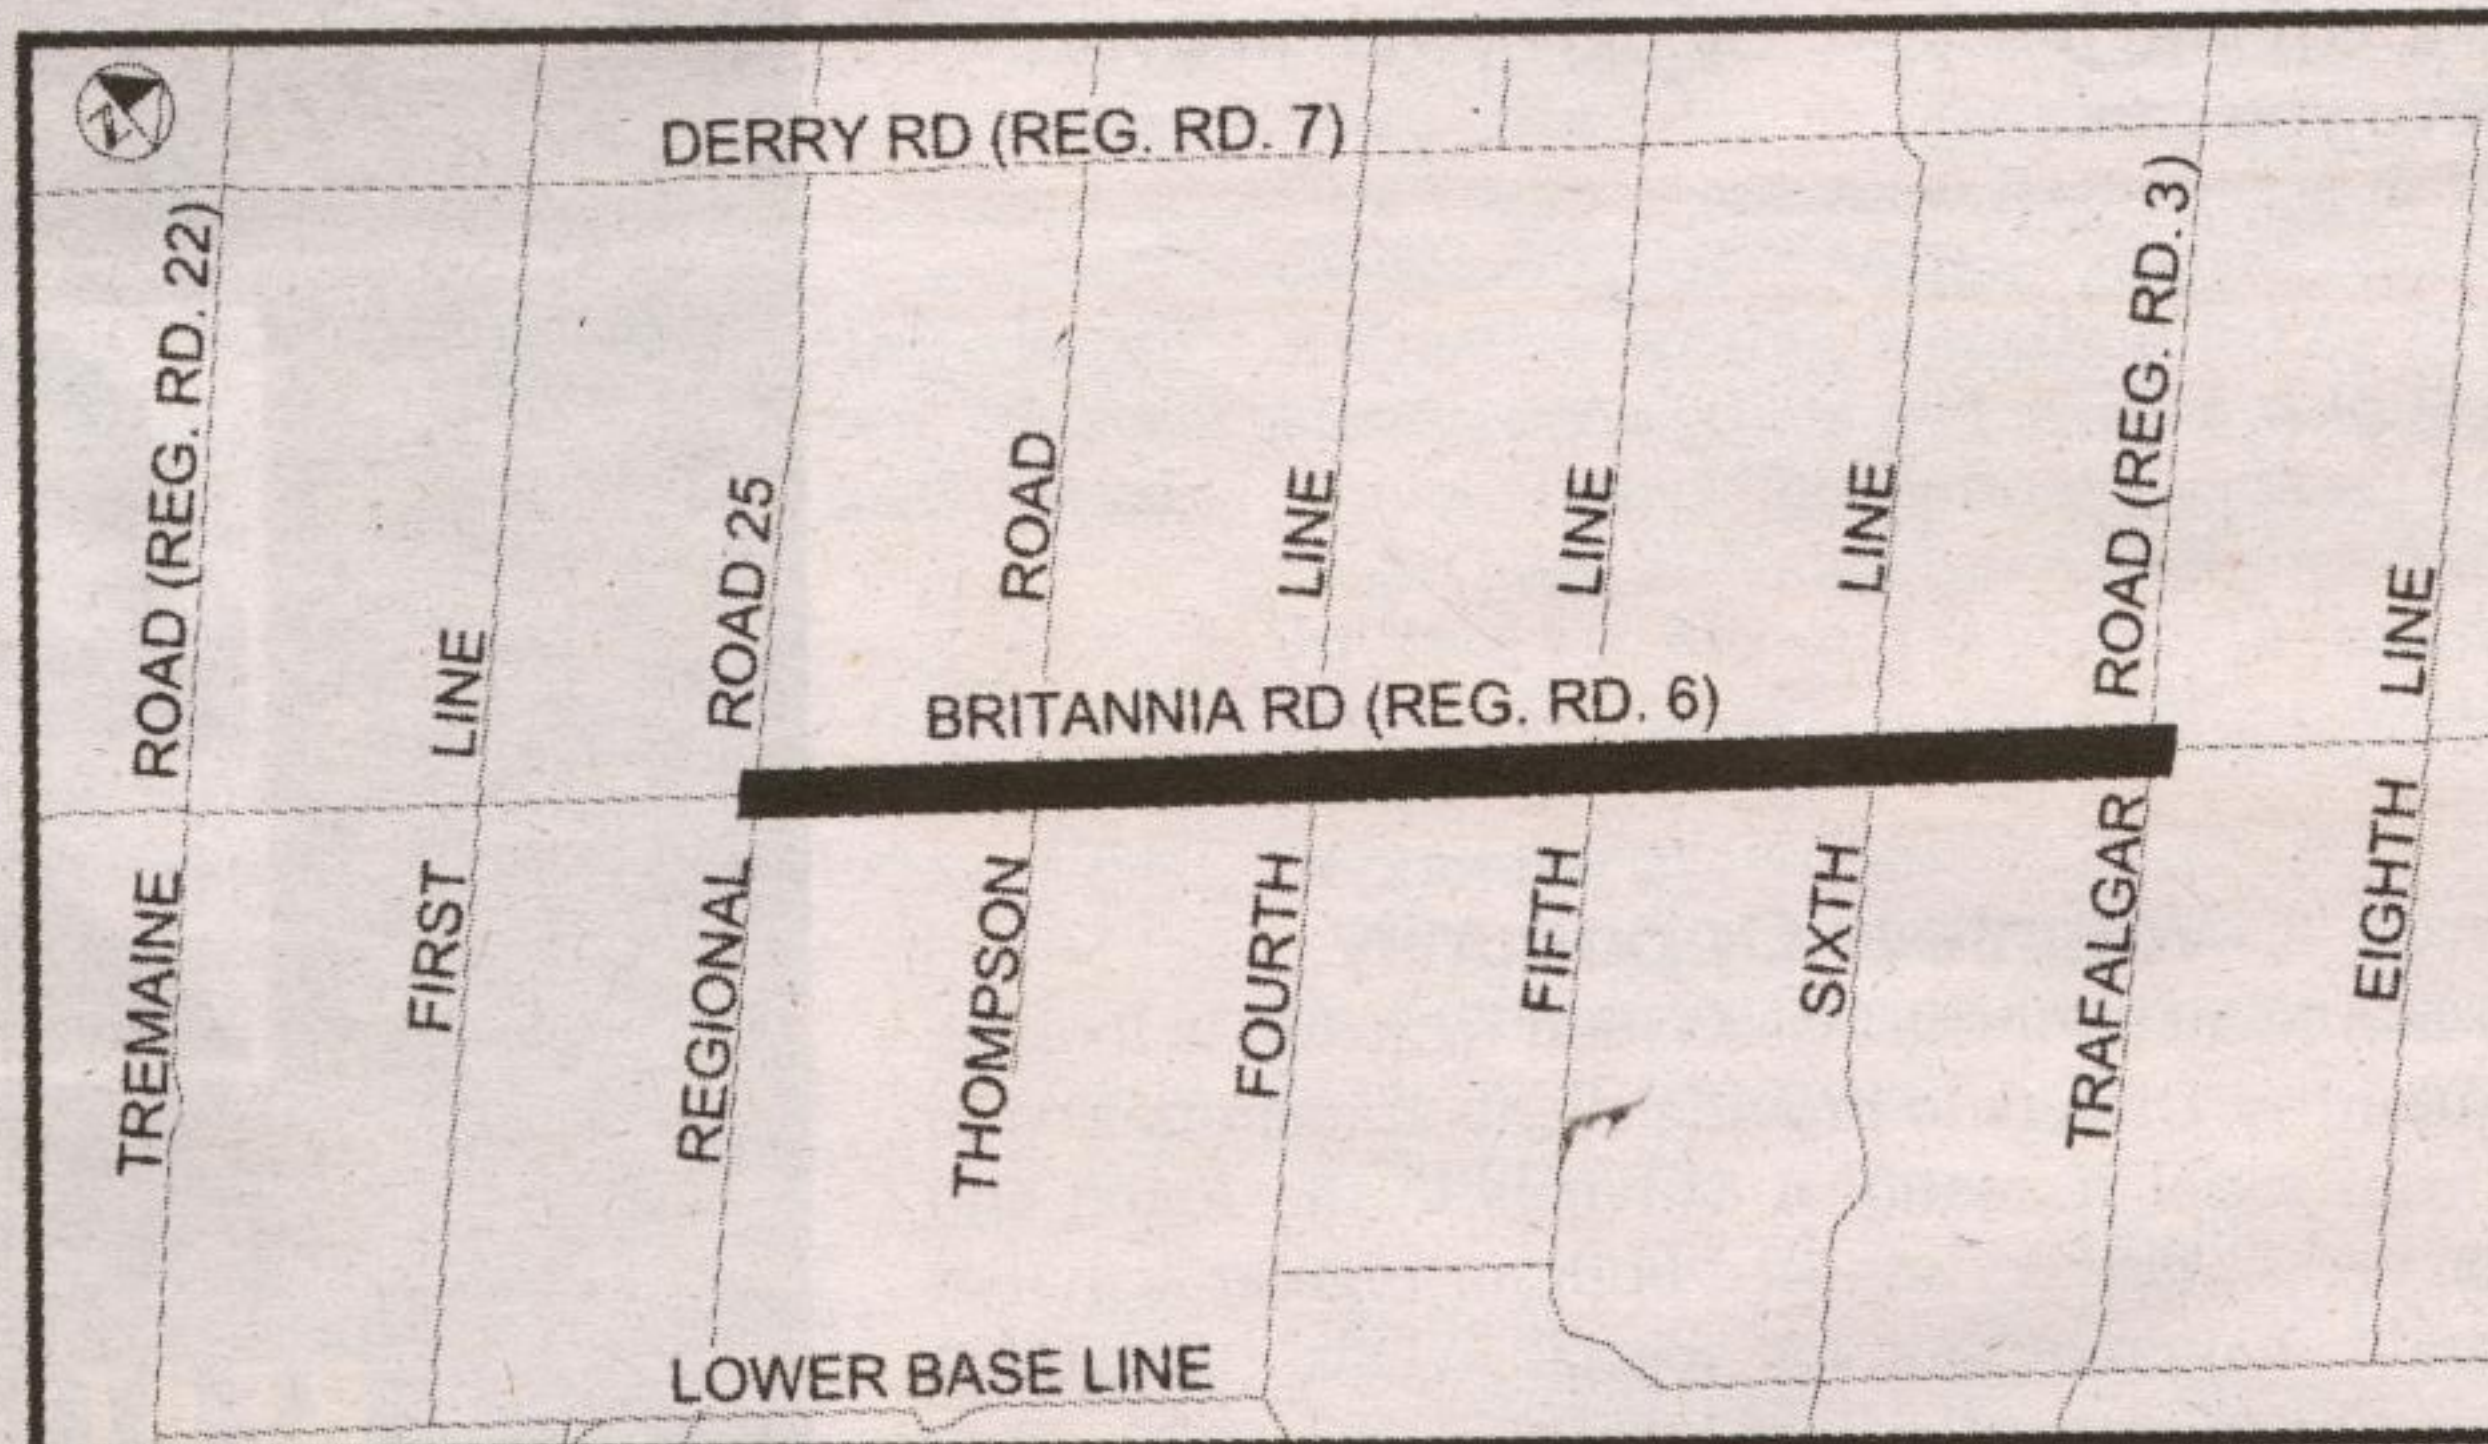 N
DERRY RD (REG. RD. 7)
TREMAINE ROAD (REG. RD. 22)
FIRST LINE
REGIONAL ROAD 25
THOMPSON ROAD
FOURTH LINE
FIFTH LINE
SIXTH LINE
TRAFALGAR ROAD (REG. RD. 3)
EIGHTH LINE
BRITANNIA RD (REG. RD. 6)
LOWER BASE LINE